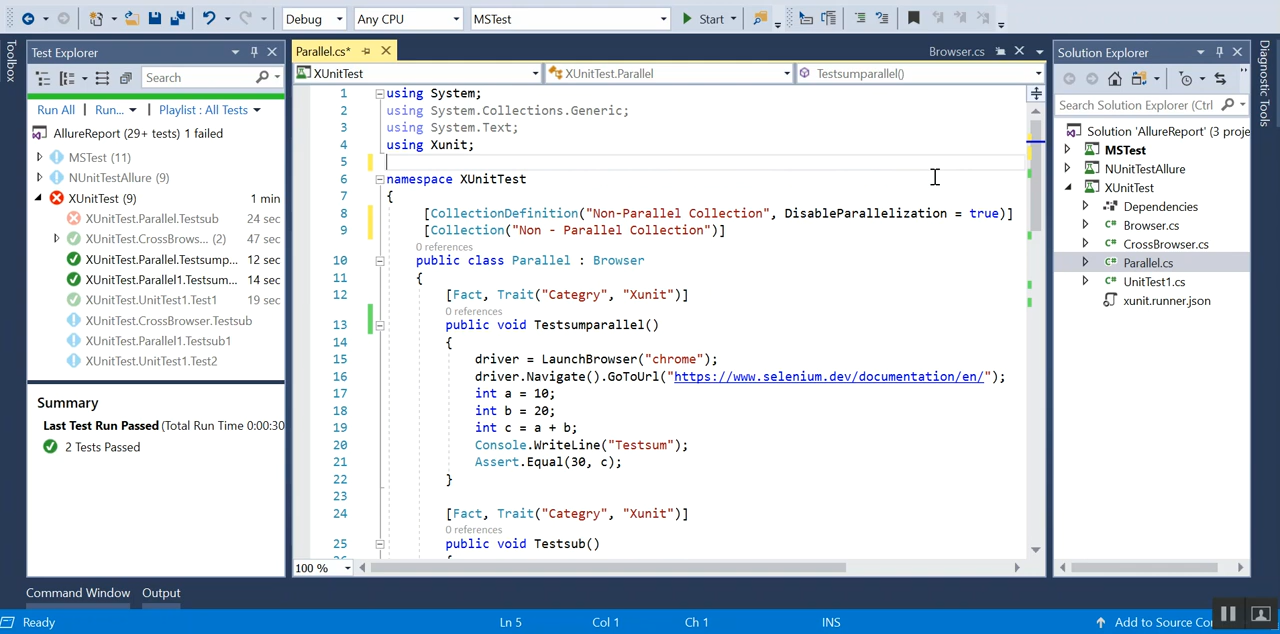 Debug
Any CPU
MSTest
Start
Toolbox
Test Explorer
Search
Run All | Run... | Playlist : All Tests
AllureReport (29+ tests) 1 failed
MSTest (11)
NUnitTestAllure (9)
XUnitTest (9) 1 min
XUnitTest.Parallel.Testsub 24 sec
XUnitTest.CrossBrows... (2) 47 sec
XUnitTest.Parallel.Testsump... 12 sec
XUnitTest.Parallel1.Testsum... 14 sec
XUnitTest.UnitTest1.Test1 19 sec
XUnitTest.CrossBrowser.Testsub
XUnitTest.Parallel1.Testsub1
XUnitTest.UnitTest1.Test2
Summary
Last Test Run Passed (Total Run Time 0:00:30
2 Tests Passed
Parallel.cs*
Browser.cs
XUnitTest
XUnitTest.Parallel
Testsumparallel()
1 using System;
2 using System.Collections.Generic;
3 using System.Text;
4 using Xunit;
5
6 namespace XUnitTest
7 {
8 [CollectionDefinition("Non-Parallel Collection", DisableParallelization = true)]
9 [Collection("Non - Parallel Collection")]
0 references
10 public class Parallel : Browser
11 {
12 [Fact, Trait("Categry", "Xunit")]
0 references
13 public void Testsumparallel()
14 {
15 driver = LaunchBrowser("chrome");
16 driver.Navigate().GoToUrl("https://www.selenium.dev/documentation/en/");
17 int a = 10;
18 int b = 20;
19 int c = a + b;
20 Console.WriteLine("Testsum");
21 Assert.Equal(30, c);
22 }
23
24 [Fact, Trait("Categry", "Xunit")]
0 references
25 public void Testsub()
100 %
Solution Explorer
Search Solution Explorer (Ctrl
Solution 'AllureReport' (3 proje
MSTest
NUnitTestAllure
XUnitTest
Dependencies
C# Browser.cs
C# CrossBrowser.cs
C# Parallel.cs
C# UnitTest1.cs
xunit.runner.json
Diagnostic Tools
Command Window
Output
Ready
Ln 5
Col 1
Ch 1
INS
Add to Source Co